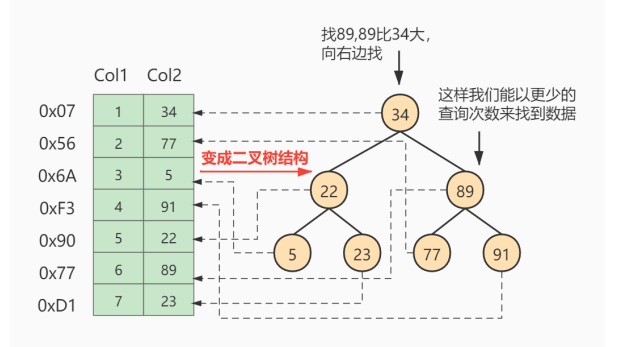 找89,89比34大，
向右边找
Col1 Col2
这样我们能以更少的
查询次数来找到数据
0x07 1 34
34
0x56 2 77
变成二叉树结构
0x6A 3 5
22 89
0xF3 4 91
0x90 5 22
5 23 77 91
0x77 6 89
0xD1 7 23